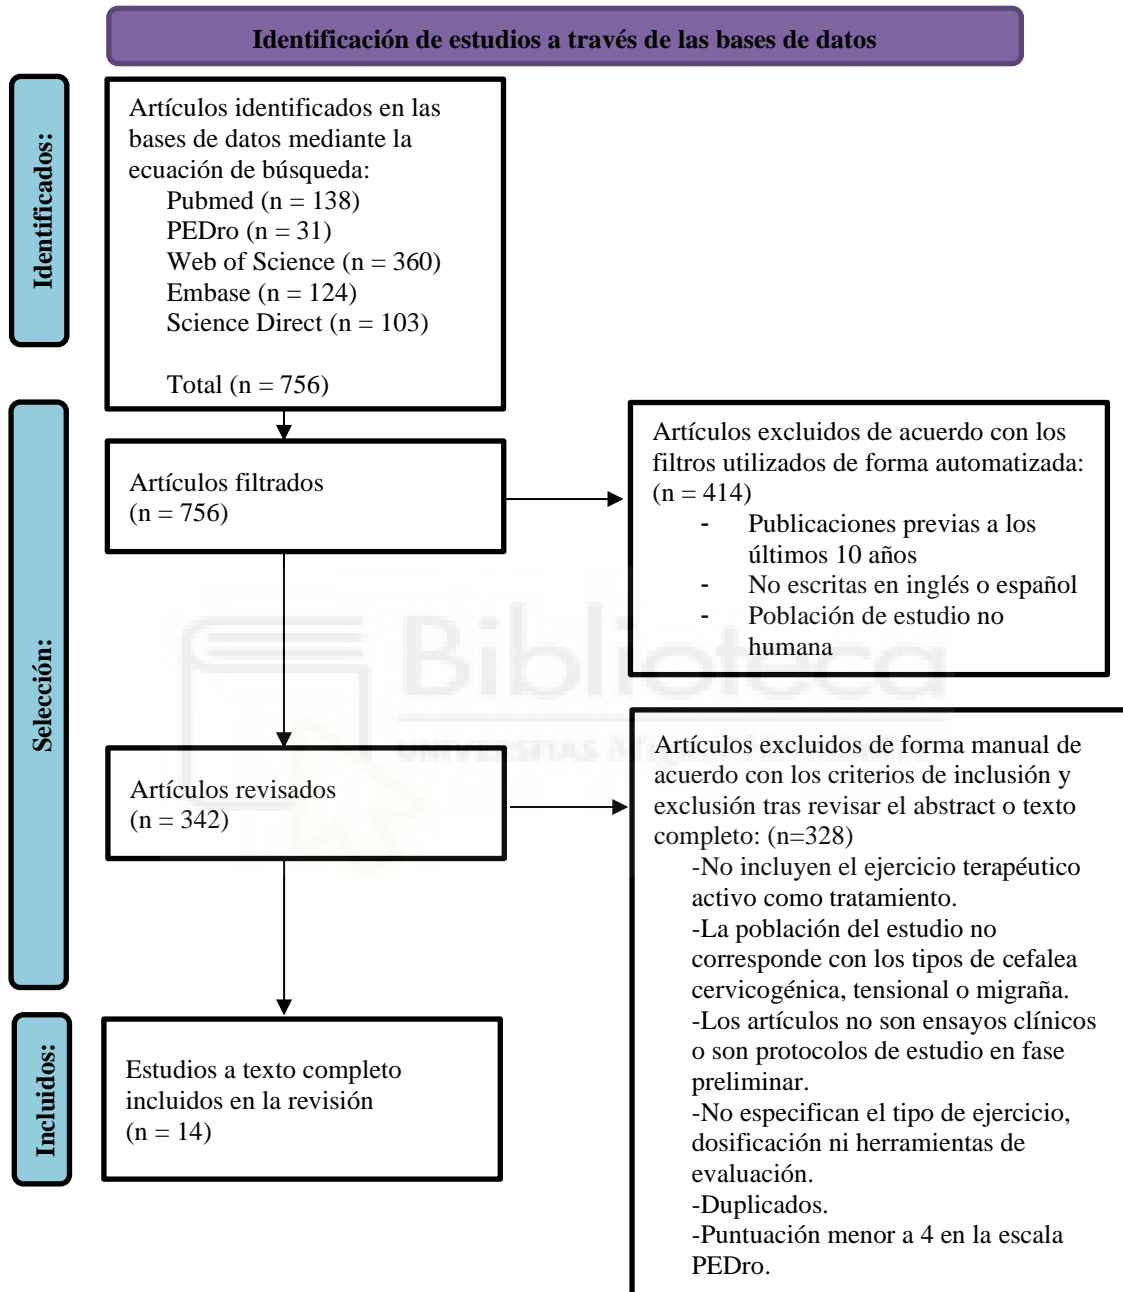 Identificación de estudios a través de las bases de datos
Identificados:
Artículos identificados en las
bases de datos mediante la
ecuación de búsqueda:
Pubmed (n = 138)
PEDro (n = 31)
Web of Science (n = 360)
Embase (n = 124)
Science Direct (n = 103)
Total (n = 756)
Selección:
Artículos filtrados
(n = 756)
Artículos excluidos de acuerdo con los
filtros utilizados de forma automatizada:
(n = 414)
- Publicaciones previas a los
últimos 10 años
- No escritas en inglés o español
- Población de estudio no
humana
Biblioteca
UNIVERSITAS Miguel Hernández
Artículos revisados
(n = 342)
Artículos excluidos de forma manual de
acuerdo con los criterios de inclusión y
exclusión tras revisar el abstract o texto
completo: (n=328)
-No incluyen el ejercicio terapéutico
activo como tratamiento.
-La población del estudio no
corresponde con los tipos de cefalea
cervicogénica, tensional o migraña.
-Los artículos no son ensayos clínicos
o son protocolos de estudio en fase
preliminar.
-No especifican el tipo de ejercicio,
dosificación ni herramientas de
evaluación.
-Duplicados.
-Puntuación menor a 4 en la escala
PEDro.
Incluidos:
Estudios a texto completo
incluidos en la revisión
(n = 14)